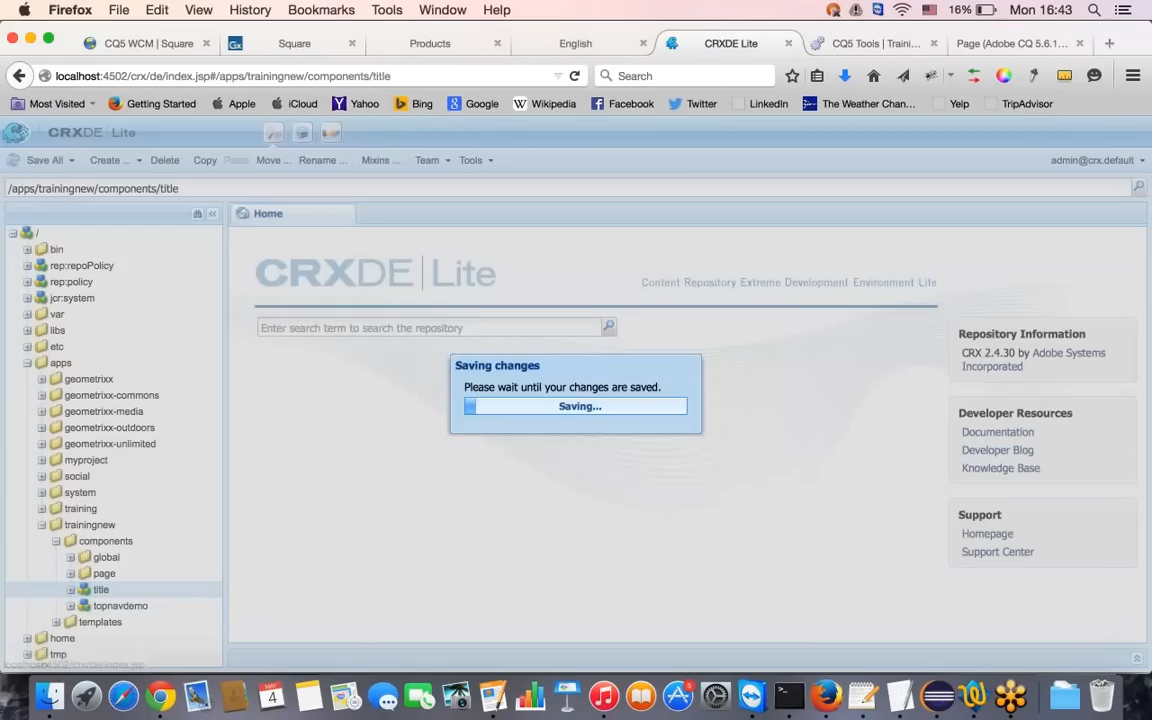 Firefox File Edit View History Bookmarks Tools Window Help 16% Mon 16:43
CQ5 WCM | Square Square Products English CRXDE Lite CQ5 Tools | Traini... Page (Adobe CQ 5.6.1...
localhost:4502/crx/de/index.jsp#/apps/trainingnew/components/title Search
Most Visited Getting Started Apple iCloud Yahoo Bing Google Wikipedia Facebook Twitter LinkedIn The Weather Chan... Yelp TripAdvisor
CRXDE Lite
Save All Create ... Delete Copy Paste Move ... Rename ... Mixins ... Team Tools admin@crx.default
/apps/trainingnew/components/title
Home
/
bin
rep:repoPolicy
rep:policy
jcr:system
var
libs
etc
apps
geometrixx
geometrixx-commons
geometrixx-media
geometrixx-outdoors
geometrixx-unlimited
myproject
social
system
training
trainingnew
components
global
page
title
topnavdemo
templates
home
tmp
localhost:4502/crx/de/index.jsp
CRXDE Lite
Content Repository Extreme Development Environment Lite
Enter search term to search the repository
Saving changes
Please wait until your changes are saved.
Saving...
Repository Information
CRX 2.4.30 by Adobe Systems
Incorporated
Developer Resources
Documentation
Developer Blog
Knowledge Base
Support
Homepage
Support Center